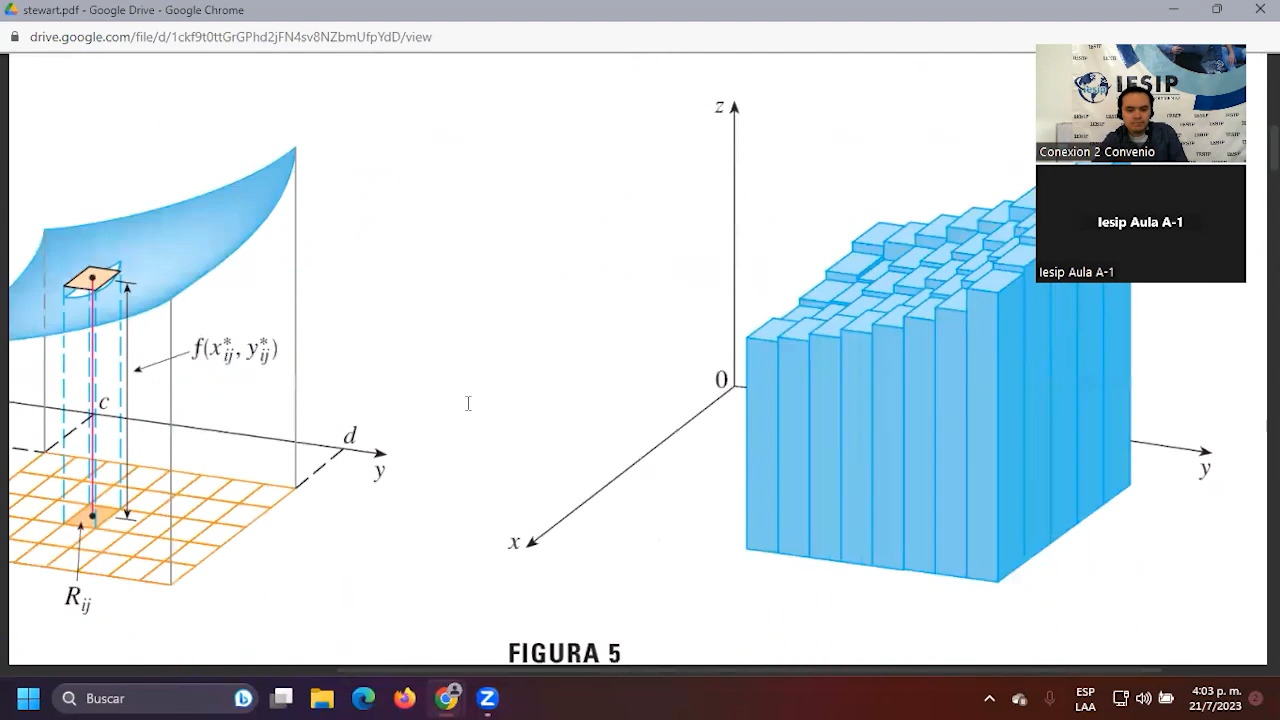 stewart.pdf - Google Drive - Google Chrome
drive.google.com/file/d/1ckf9t0ttGrGPhd2jFN4sv8NZbmUfpYdD/view
IESIP
Conexion 2 Convenio
Iesip Aula A-1
Iesip Aula A-1
z
f(x*ij, y*ij)
c
d
y
0
x
y
Rij
FIGURA 5
Buscar
ESP
LAA
4:03 p. m.
21/7/2023
2